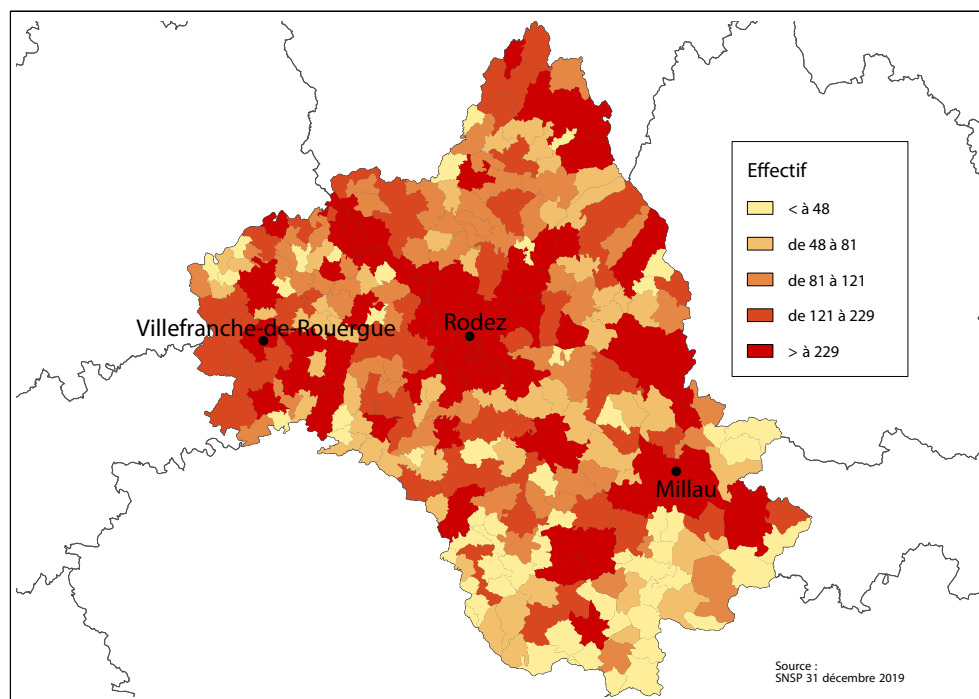 Effectif
< à 48
de 48 à 81
de 81 à 121
de 121 à 229
> à 229
Villefranche-de-Rouergue
Rodez
Millau
Source :
SNSP 31 décembre 2019